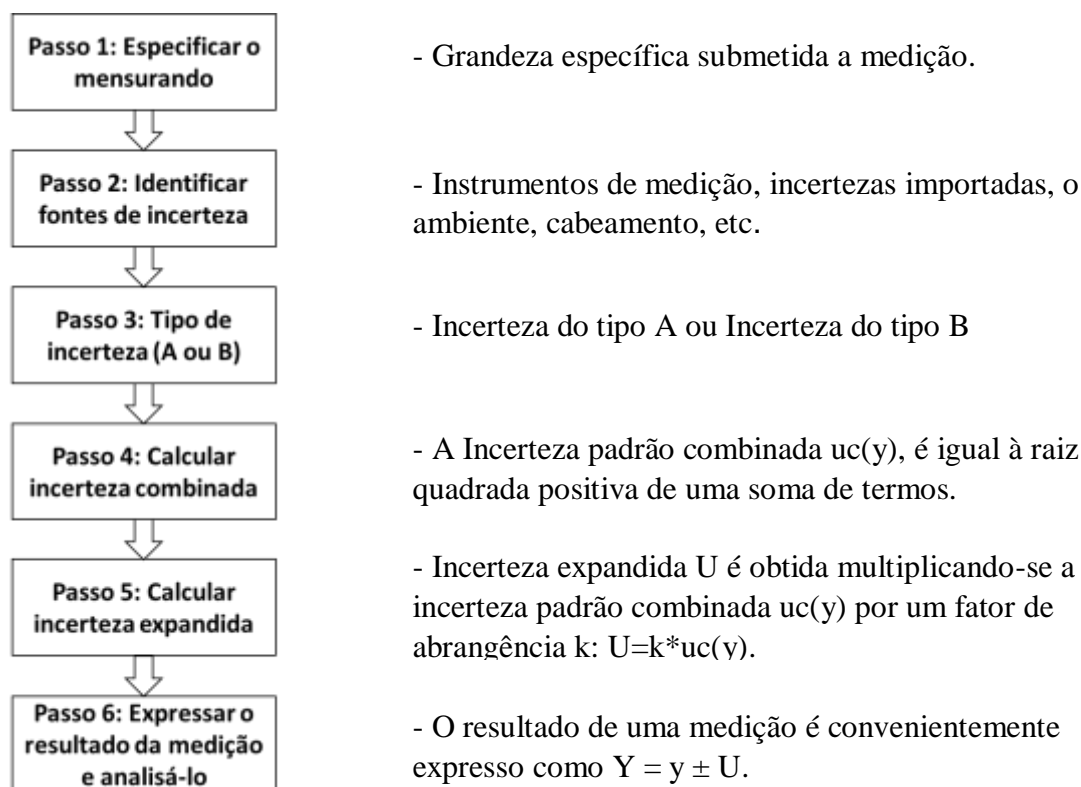 Passo 1: Especificar o
mensurando
- Grandeza específica submetida a medição.
Passo 2: Identificar
fontes de incerteza
- Instrumentos de medição, incertezas importadas, o
ambiente, cabeamento, etc.
Passo 3: Tipo de
incerteza (A ou B)
- Incerteza do tipo A ou Incerteza do tipo B
Passo 4: Calcular
incerteza combinada
- A Incerteza padrão combinada uc(y), é igual à raiz
quadrada positiva de uma soma de termos.
Passo 5: Calcular
incerteza expandida
- Incerteza expandida U é obtida multiplicando-se a
incerteza padrão combinada uc(y) por um fator de
abrangência k: U=k*uc(y).
Passo 6: Expressar o
resultado da medição
e analisá-lo
- O resultado de uma medição é convenientemente
expresso como Y = y ± U.